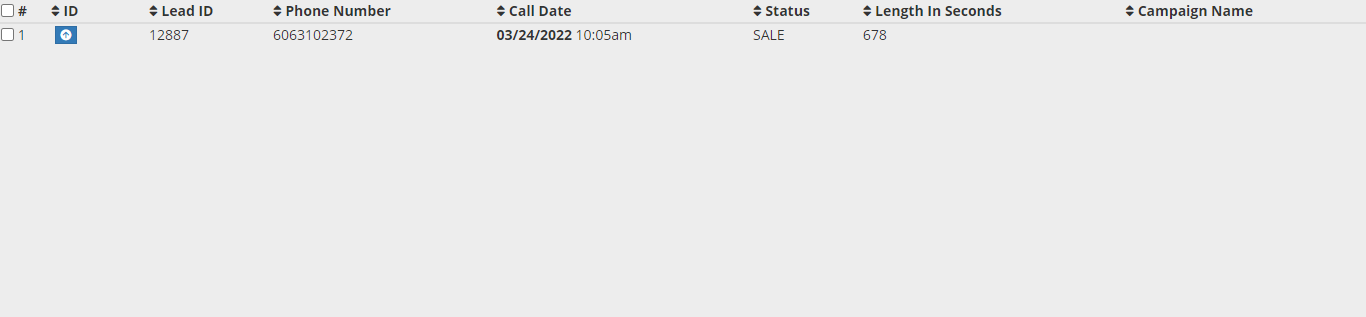 # ID Lead ID Phone Number Call Date Status Length In Seconds Campaign Name
1 12887 6063102372 03/24/2022 10:05am SALE 678